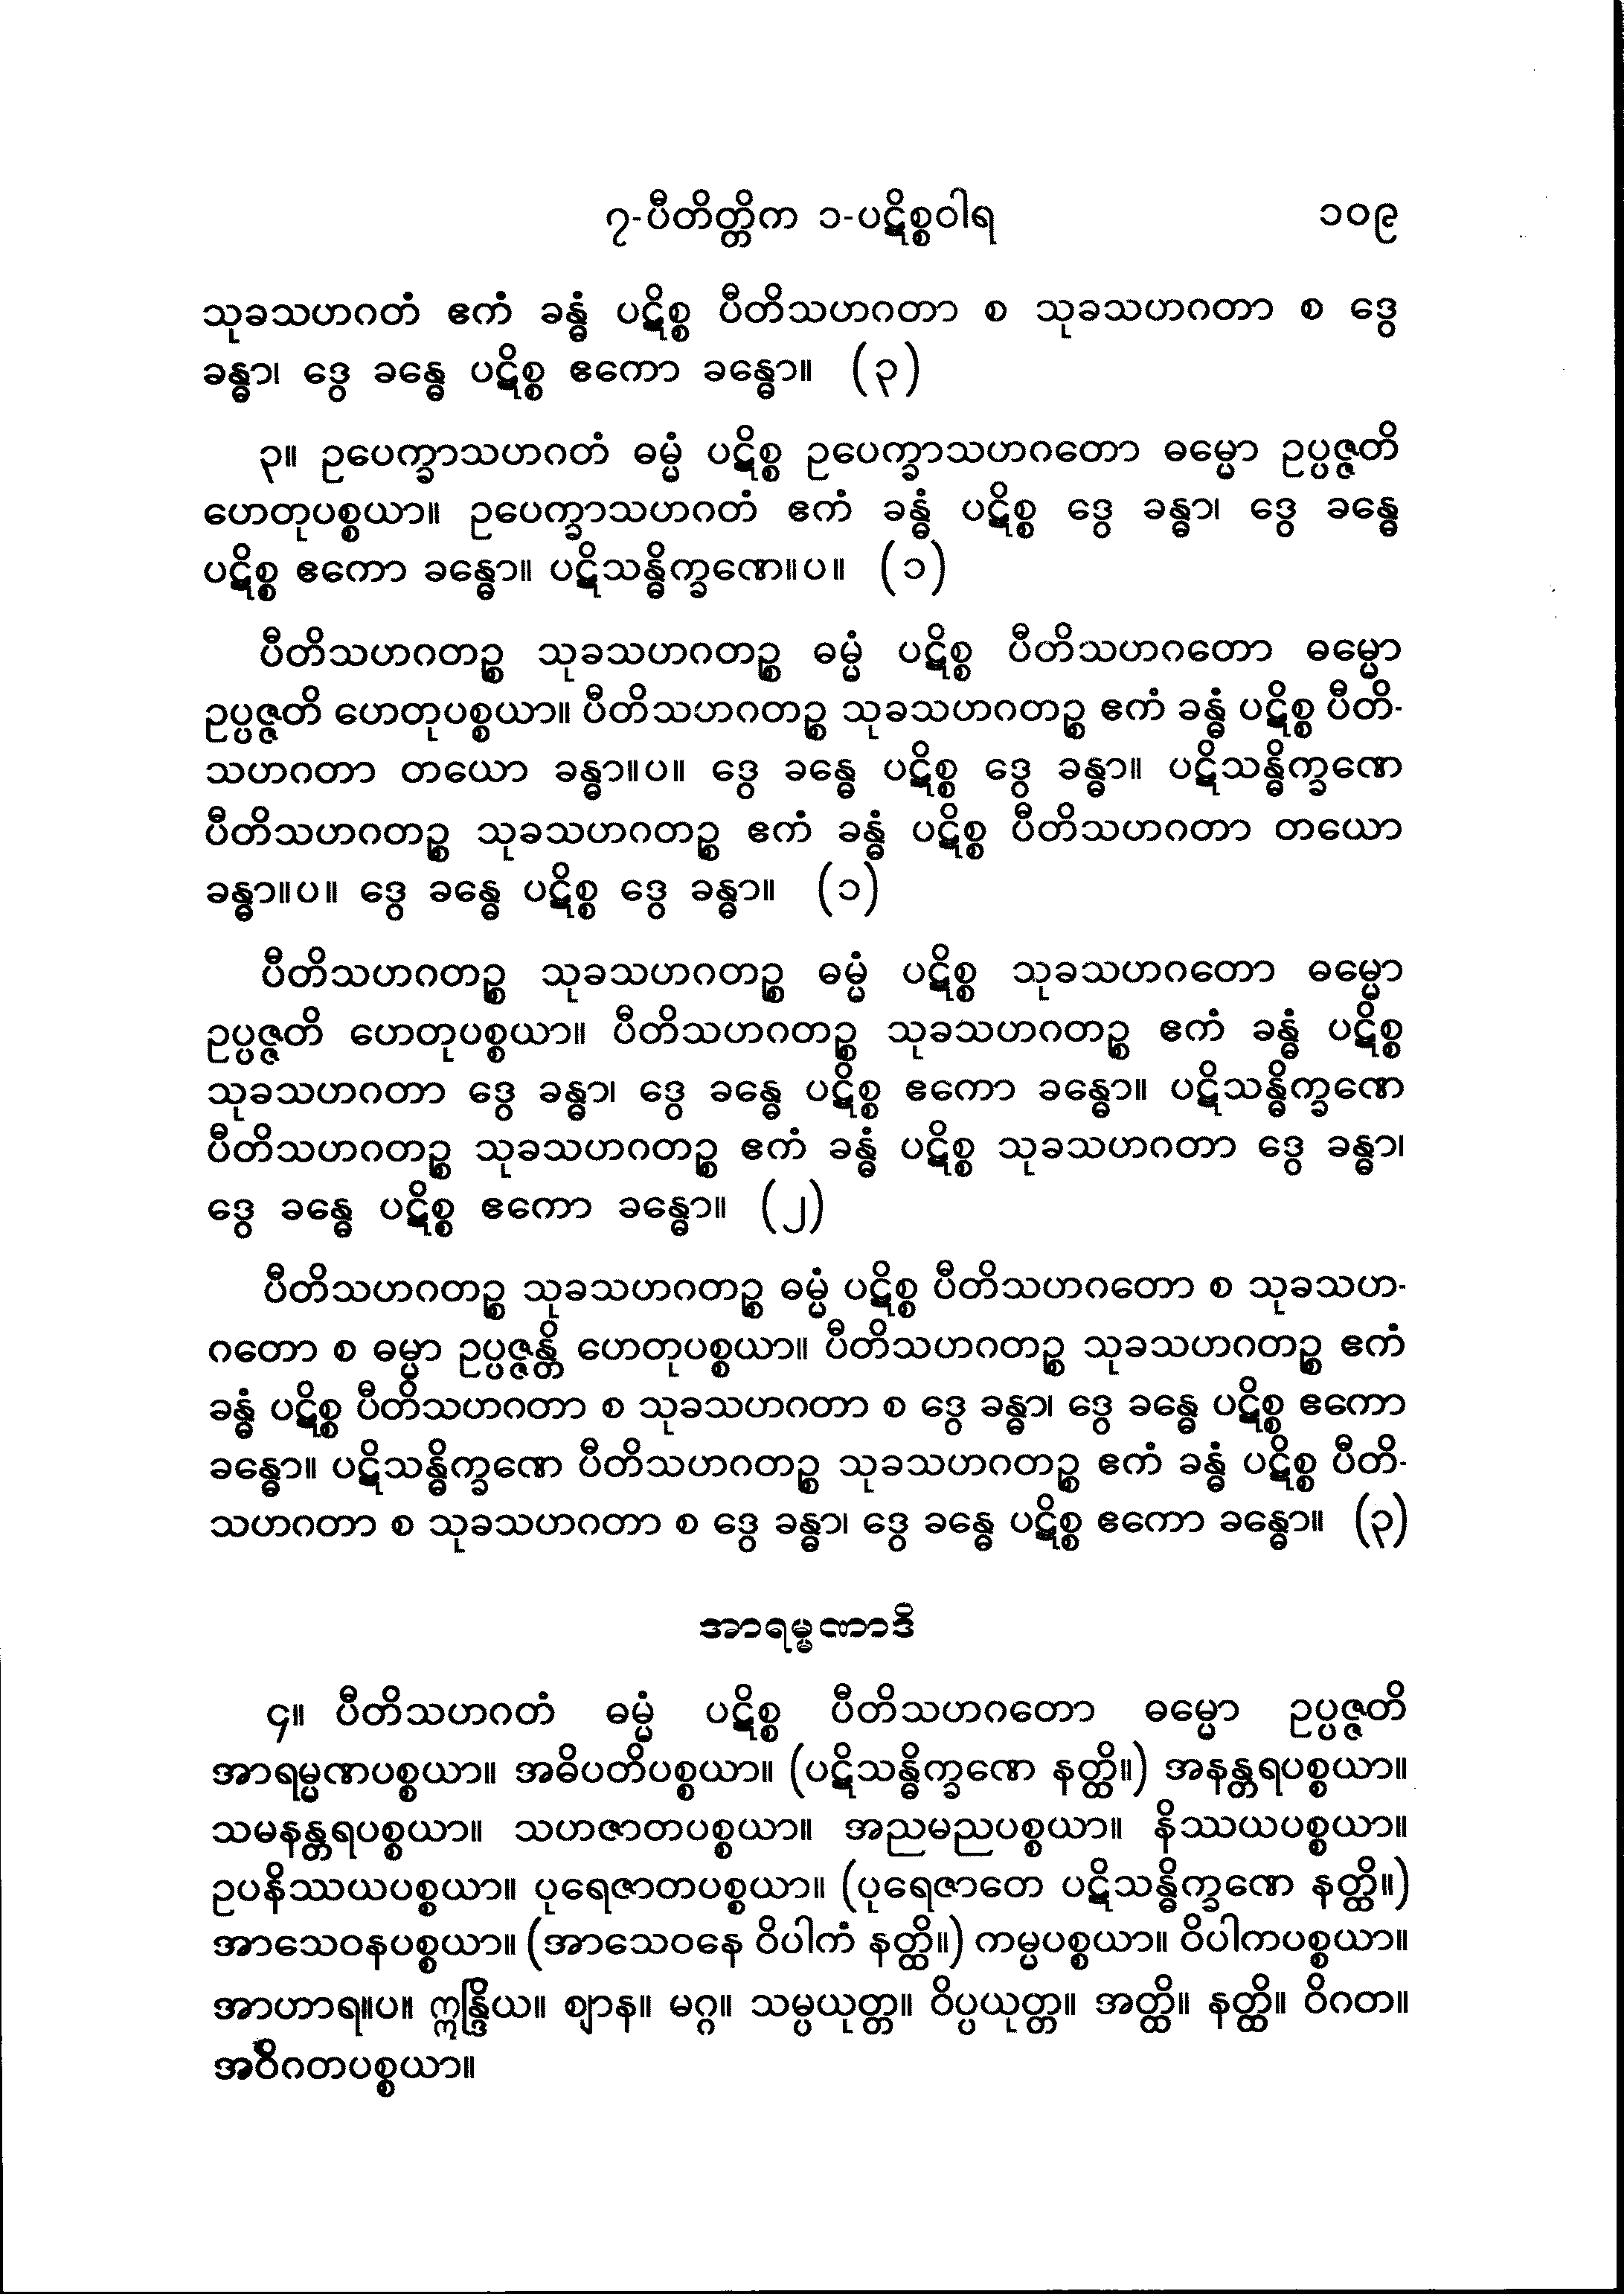 ၇-ပီတိတ္တိက ၁-ပဋိစ္စဝါရ ၁၀၉
သုခသဟဂတံ ဧကံ ခန္ဓံ ပဋိစ္စ ပီတိသဟဂတာ စ သုခသဟဂတာ စ ဒွေ
ခန္ဓာ၊ ဒွေ ခန္ဓေ ပဋိစ္စ ဧကော ခန္ဓော။ (၃)
၃။ ဥပေက္ခာသဟဂတံ ဓမ္မံ ပဋိစ္စ ဥပေက္ခာသဟဂတော ဓမ္မော ဥပ္ပဇ္ဇတိ
ဟေတုပစ္စယာ။ ဥပေက္ခာသဟဂတံ ဧကံ ခန္ဓံ ပဋိစ္စ ဒွေ ခန္ဓာ၊ ဒွေ ခန္ဓေ
ပဋိစ္စ ဧကော ခန္ဓော။ ပဋိသန္ဓိက္ခဏေ။ပ။ (၁)
ပီတိသဟဂတဉ္စ သုခသဟဂတဉ္စ ဓမ္မံ ပဋိစ္စ ပီတိသဟဂတော ဓမ္မော
ဥပ္ပဇ္ဇတိ ဟေတုပစ္စယာ။ ပီတိသဟဂတဉ္စ သုခသဟဂတဉ္စ ဧကံ ခန္ဓံ ပဋိစ္စ ပီတိ-
သဟဂတာ တယော ခန္ဓာ။ပ။ ဒွေ ခန္ဓေ ပဋိစ္စ ဒွေ ခန္ဓာ။ ပဋိသန္ဓိက္ခဏေ
ပီတိသဟဂတဉ္စ သုခသဟဂတဉ္စ ဧကံ ခန္ဓံ ပဋိစ္စ ပီတိသဟဂတာ တယော
ခန္ဓာ။ပ။ ဒွေ ခန္ဓေ ပဋိစ္စ ဒွေ ခန္ဓာ။ (၁)
ပီတိသဟဂတဉ္စ သုခသဟဂတဉ္စ ဓမ္မံ ပဋိစ္စ သုခသဟဂတော ဓမ္မော
ဥပ္ပဇ္ဇတိ ဟေတုပစ္စယာ။ ပီတိသဟဂတဉ္စ သုခသဟဂတဉ္စ ဧကံ ခန္ဓံ ပဋိစ္စ
သုခသဟဂတာ ဒွေ ခန္ဓာ၊ ဒွေ ခန္ဓေ ပဋိစ္စ ဧကော ခန္ဓော။ ပဋိသန္ဓိက္ခဏေ
ပီတိသဟဂတဉ္စ သုခသဟဂတဉ္စ ဧကံ ခန္ဓံ ပဋိစ္စ သုခသဟဂတာ ဒွေ ခန္ဓာ၊
ဒွေ ခန္ဓေ ပဋိစ္စ ဧကော ခန္ဓော။ (၂)
ပီတိသဟဂတဉ္စ သုခသဟဂတဉ္စ ဓမ္မံ ပဋိစ္စ ပီတိသဟဂတော စ သုခသဟ-
ဂတော စ ဓမ္မာ ဥပ္ပဇ္ဇန္တိ ဟေတုပစ္စယာ။ ပီတိသဟဂတဉ္စ သုခသဟဂတဉ္စ ဧကံ
ခန္ဓံ ပဋိစ္စ ပီတိသဟဂတာ စ သုခသဟဂတာ စ ဒွေ ခန္ဓာ၊ ဒွေ ခန္ဓေ ပဋိစ္စ ဧကော
ခန္ဓော။ ပဋိသန္ဓိက္ခဏေ ပီတိသဟဂတဉ္စ သုခသဟဂတဉ္စ ဧကံ ခန္ဓံ ပဋိစ္စ ပီတိ-
သဟဂတာ စ သုခသဟဂတာ စ ဒွေ ခန္ဓာ၊ ဒွေ ခန္ဓေ ပဋိစ္စ ဧကော ခန္ဓော။ (၃)
အာရမ္မဏာဒိ
၄။ ပီတိသဟဂတံ ဓမ္မံ ပဋိစ္စ ပီတိသဟဂတော ဓမ္မော ဥပ္ပဇ္ဇတိ
အာရမ္မဏပစ္စယာ။ အဓိပတိပစ္စယာ။ (ပဋိသန္ဓိက္ခဏေ နတ္ထိ။) အနန္တရပစ္စယာ။
သမနန္တရပစ္စယာ။ သဟဇာတပစ္စယာ။ အညမညပစ္စယာ။ နိဿယပစ္စယာ။
ဥပနိဿယပစ္စယာ။ ပုရေဇာတပစ္စယာ။ (ပုရေဇာတေ ပဋိသန္ဓိက္ခဏေ နတ္ထိ။)
အာသေဝနပစ္စယာ။ (အာသေဝနေ ဝိပါကံ နတ္ထိ။) ကမ္မပစ္စယာ။ ဝိပါကပစ္စယာ။
အာဟာရ။ပ။ ဣန္ဒြိယ။ ဈာန။ မဂ္ဂ။ သမ္ပယုတ္တ။ ဝိပ္ပယုတ္တ။ အတ္ထိ။ နတ္ထိ။ ဝိဂတ။
အဝိဂတပစ္စယာ။